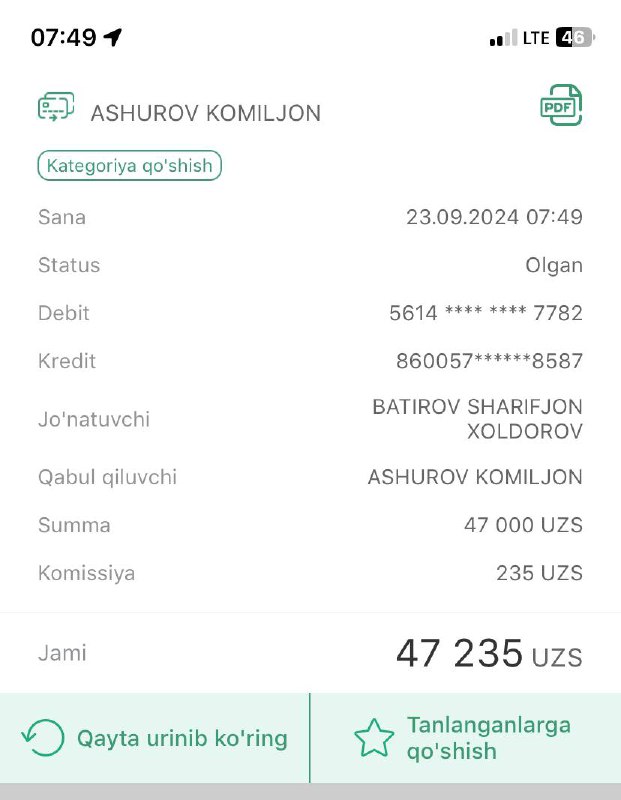 07:49 LTE 46
ASHUROV KOMILJON PDF
Kategoriya qo'shish
Sana 23.09.2024 07:49
Status Olgan
Debit 5614 **** **** 7782
Kredit 860057******8587
Jo'natuvchi BATIROV SHARIFJON
XOLDOROV
Qabul qiluvchi ASHUROV KOMILJON
Summa 47 000 UZS
Komissiya 235 UZS
Jami 47 235 UZS
Qayta urinib ko'ring
Tanlanganlarga
qo'shish